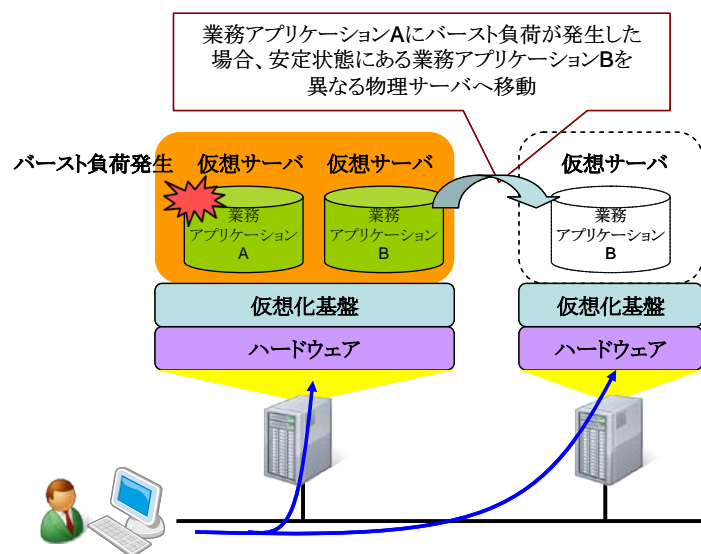 業務アプリケーションAにバースト負荷が発生した
場合、安定状態にある業務アプリケーションBを
異なる物理サーバへ移動
バースト負荷発生
仮想サーバ
仮想サーバ
仮想サーバ
業務
アプリケーション
A
業務
アプリケーション
B
業務
アプリケーション
B
仮想化基盤
仮想化基盤
ハードウェア
ハードウェア